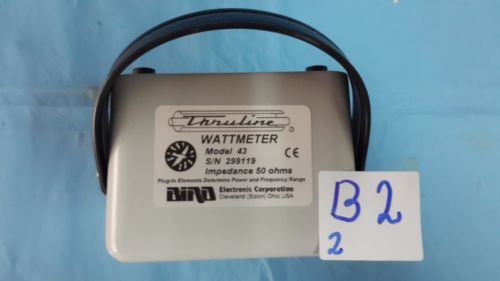 Thruline
WATTMETER
Model 43
S/N 299119
CE
Impedance 50 ohms
Plug-in Elements Determine Power and Frequency Range
BIRD Electronic Corporation
Cleveland (Solon) Ohio USA
B2
2